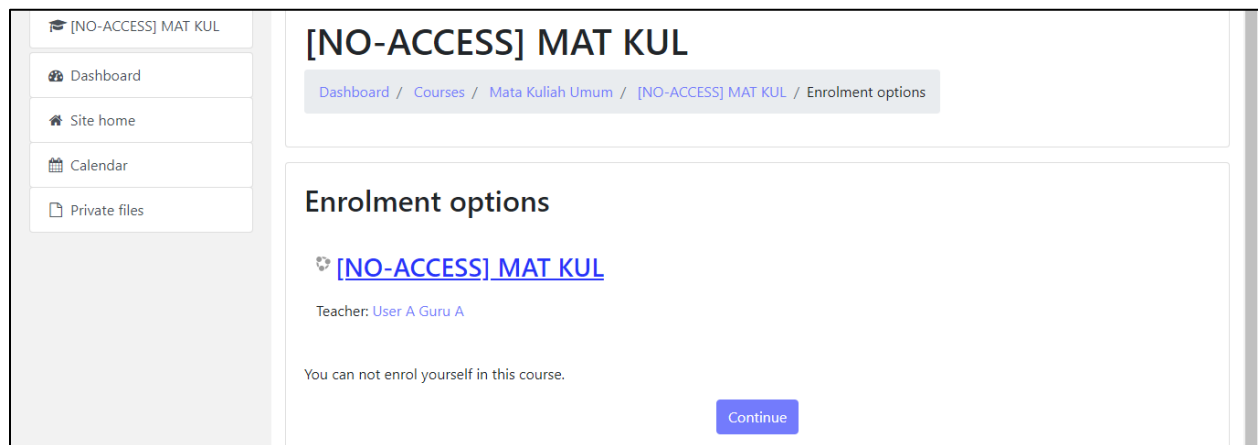 [NO-ACCESS] MAT KUL
Dashboard
Site home
Calendar
Private files
[NO-ACCESS] MAT KUL
Dashboard / Courses / Mata Kuliah Umum / [NO-ACCESS] MAT KUL / Enrolment options
Enrolment options
[NO-ACCESS] MAT KUL
Teacher: User A Guru A
You can not enrol yourself in this course.
Continue